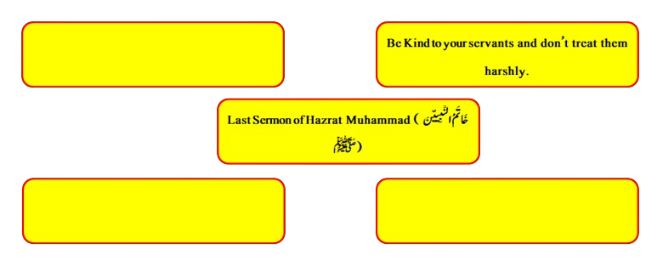 Be Kind to your servants and don't treat them
harshly.
Last Sermon of Hazrat Muhammad ( خَاتَمُ النَّبِيّٖنَ
ﷺ)